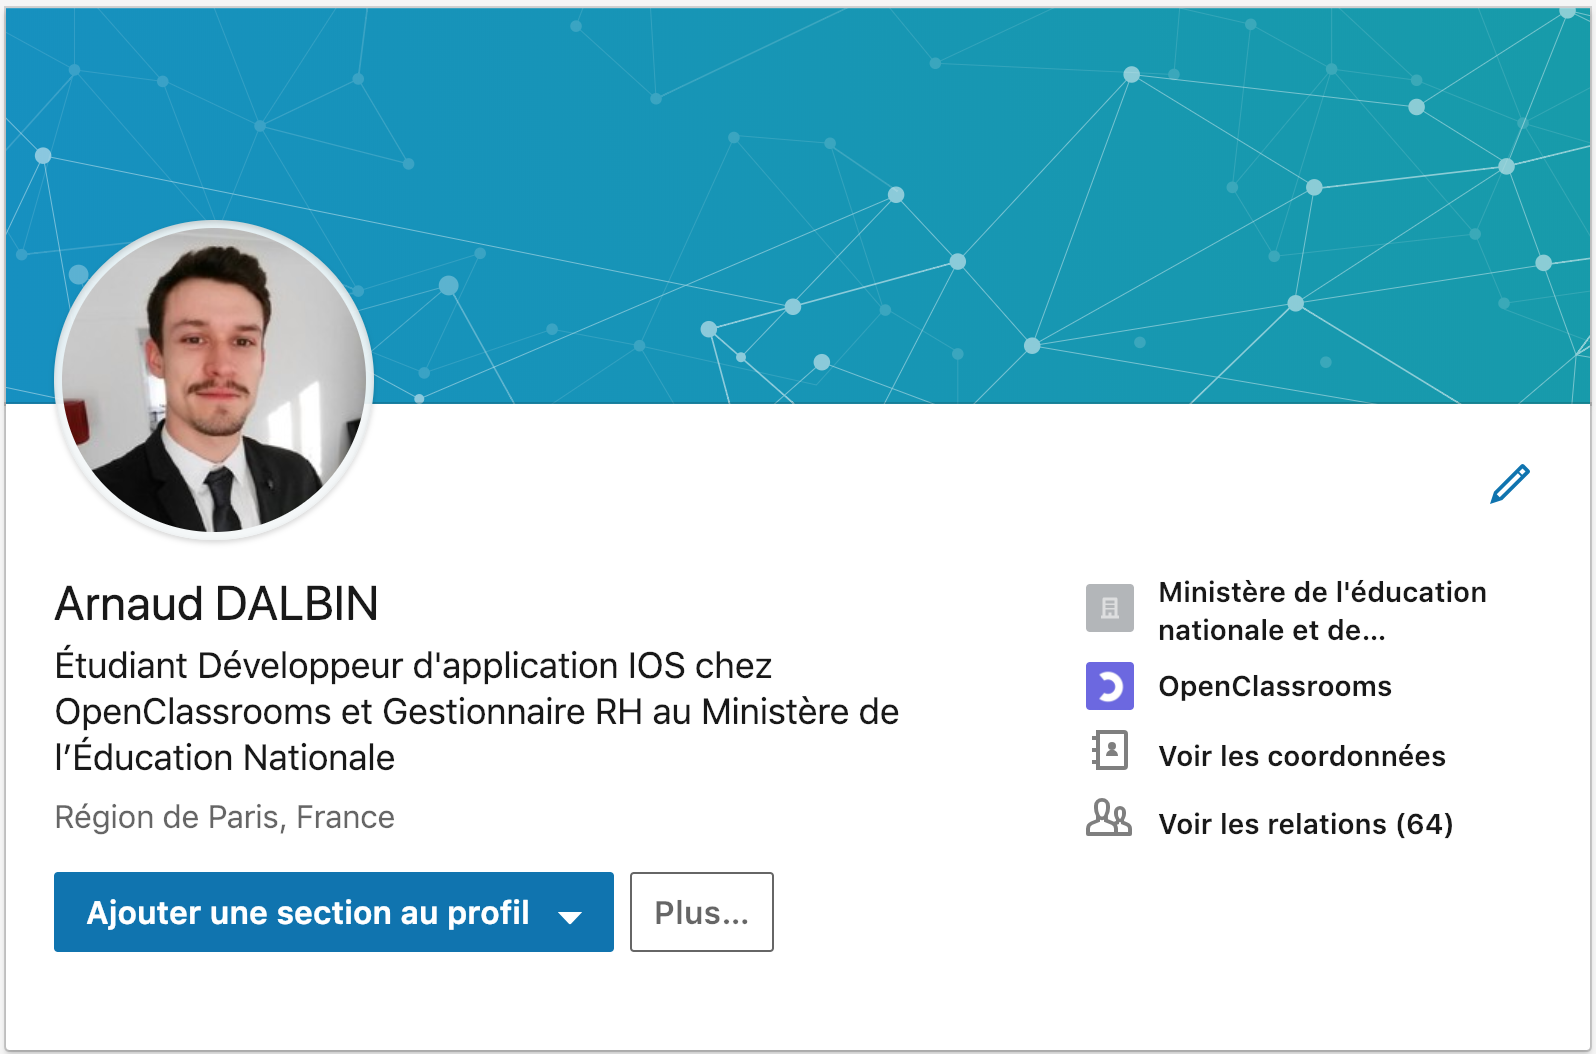 Arnaud DALBIN
Étudiant Développeur d'application IOS chez
OpenClassrooms et Gestionnaire RH au Ministère de
l’Éducation Nationale
Région de Paris, France
Ajouter une section au profil
Plus...
Ministère de l'éducation
nationale et de...
OpenClassrooms
Voir les coordonnées
Voir les relations (64)